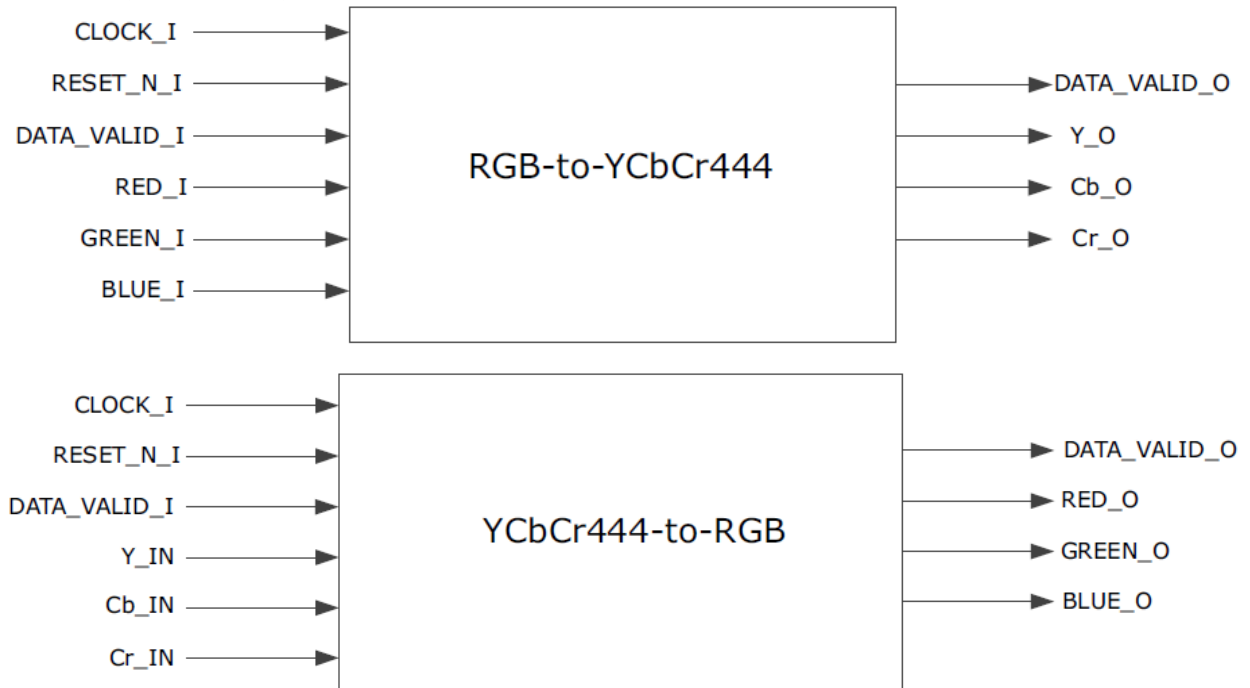 CLOCK_I
RESET_N_I
DATA_VALID_I
RED_I
GREEN_I
BLUE_I
RGB-to-YCbCr444
DATA_VALID_O
Y_O
Cb_O
Cr_O
CLOCK_I
RESET_N_I
DATA_VALID_I
Y_IN
Cb_IN
Cr_IN
YCbCr444-to-RGB
DATA_VALID_O
RED_O
GREEN_O
BLUE_O